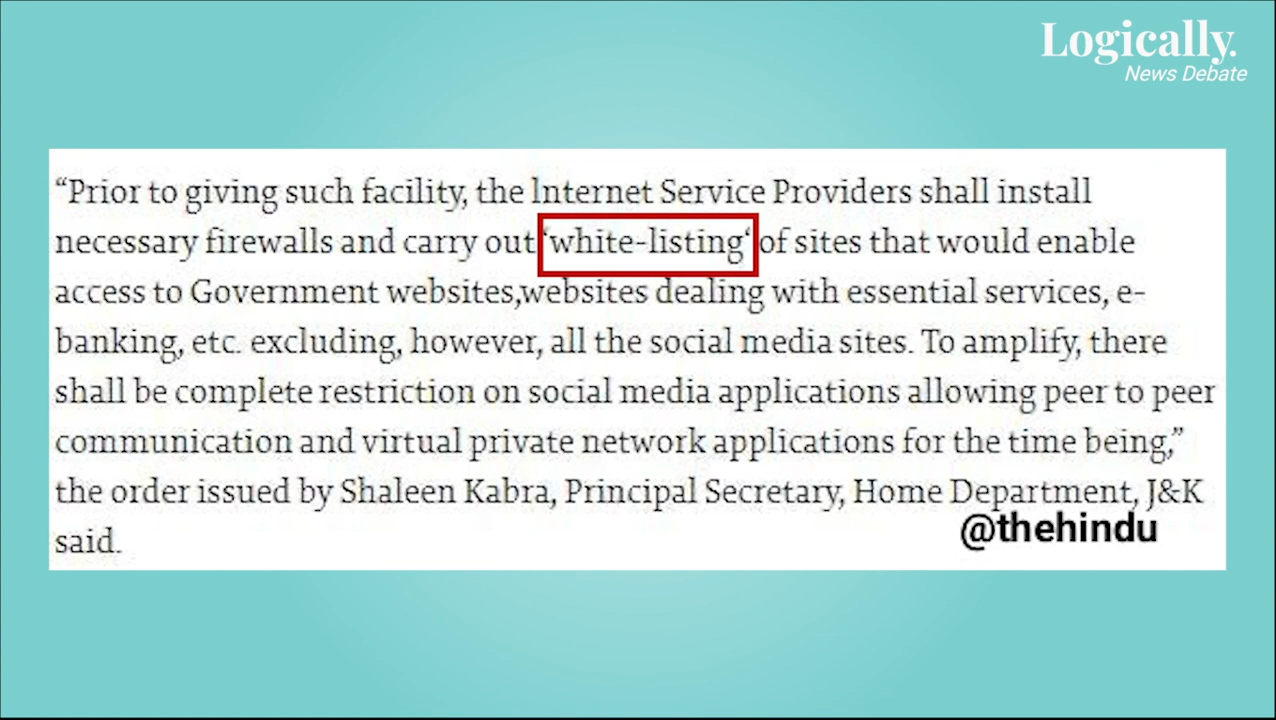 Logically.
News Debate
“Prior to giving such facility, the Internet Service Providers shall install
necessary firewalls and carry out ‘white-listing‘ of sites that would enable
access to Government websites,websites dealing with essential services, e-
banking, etc. excluding, however, all the social media sites. To amplify, there
shall be complete restriction on social media applications allowing peer to peer
communication and virtual private network applications for the time being,”
the order issued by Shaleen Kabra, Principal Secretary, Home Department, J&K
said.
@thehindu